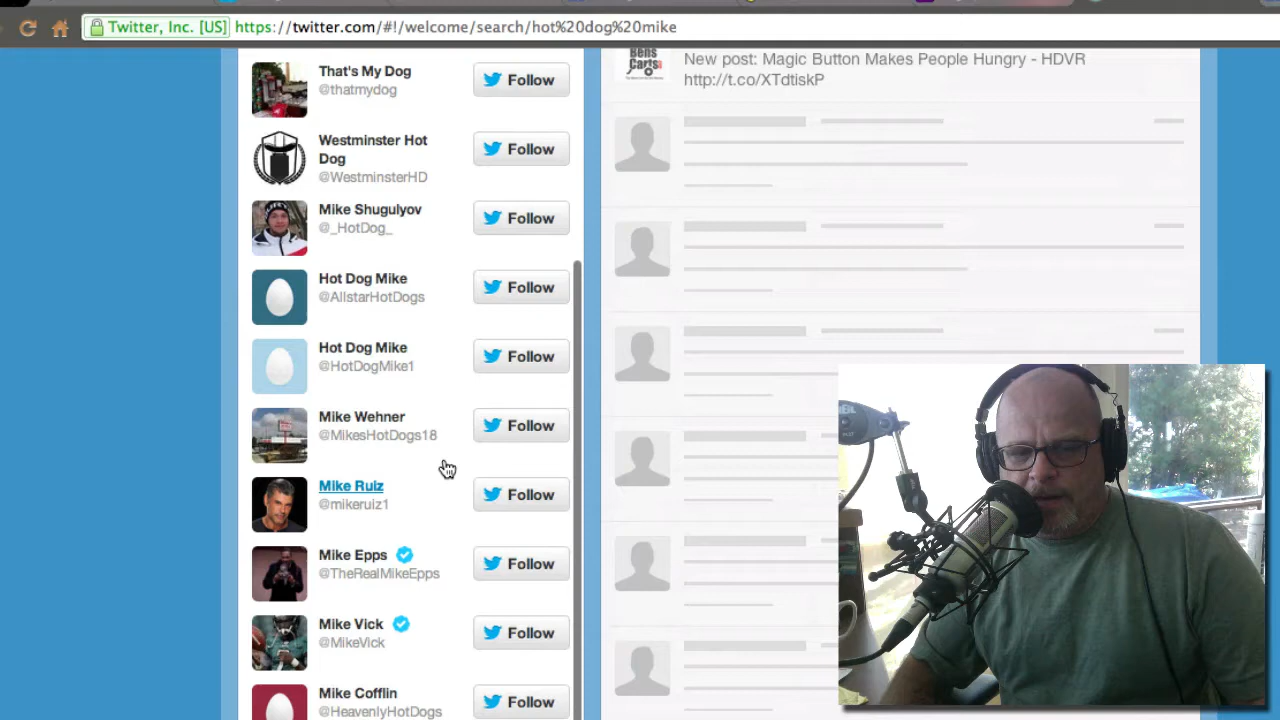 Twitter, Inc. [US]
https://twitter.com/#!/welcome/search/hot%20dog%20mike
That's My Dog
@thatmydog
Follow
Westminster Hot
Dog
@WestminsterHD
Follow
Mike Shugulyov
@_HotDog_
Follow
Hot Dog Mike
@AllstarHotDogs
Follow
Hot Dog Mike
@HotDogMike1
Follow
Mike Wehner
@MikesHotDogs18
Follow
Mike Ruiz
@mikeruiz1
Follow
Mike Epps
@TheRealMikeEpps
Follow
Mike Vick
@MikeVick
Follow
Mike Cofflin
@HeavenlyHotDogs
Follow
Bens
Carts
New post: Magic Button Makes People Hungry - HDVR
http://t.co/XTdtiskP